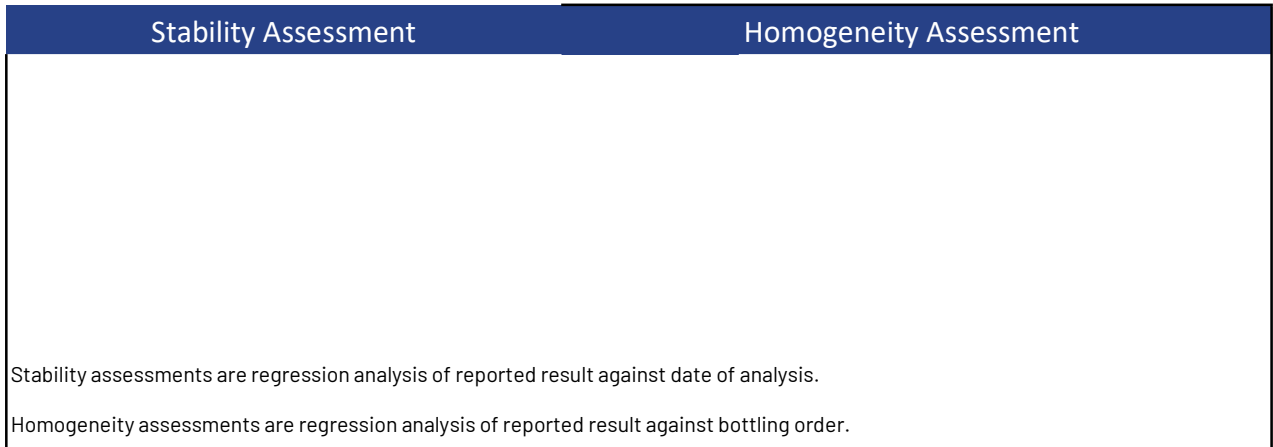 Stability Assessment
Homogeneity Assessment
Stability assessments are regression analysis of reported result against date of analysis.
Homogeneity assessments are regression analysis of reported result against bottling order.